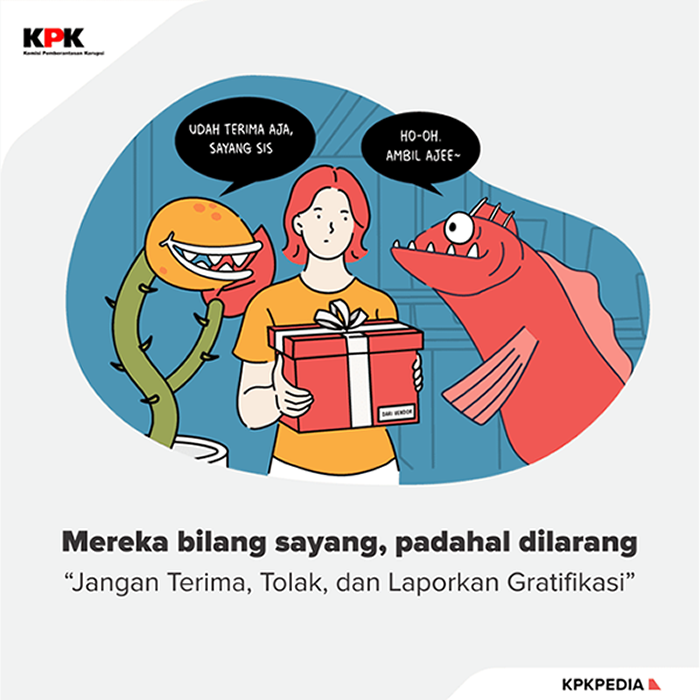 KPK
Komisi Pemberantasan Korupsi
UDAH TERIMA AJA,
SAYANG SIS
HO-OH.
AMBIL AJEE~
DARI VENDOR
Mereka bilang sayang, padahal dilarang
“Jangan Terima, Tolak, dan Laporkan Gratifikasi”
KPKPEDIA